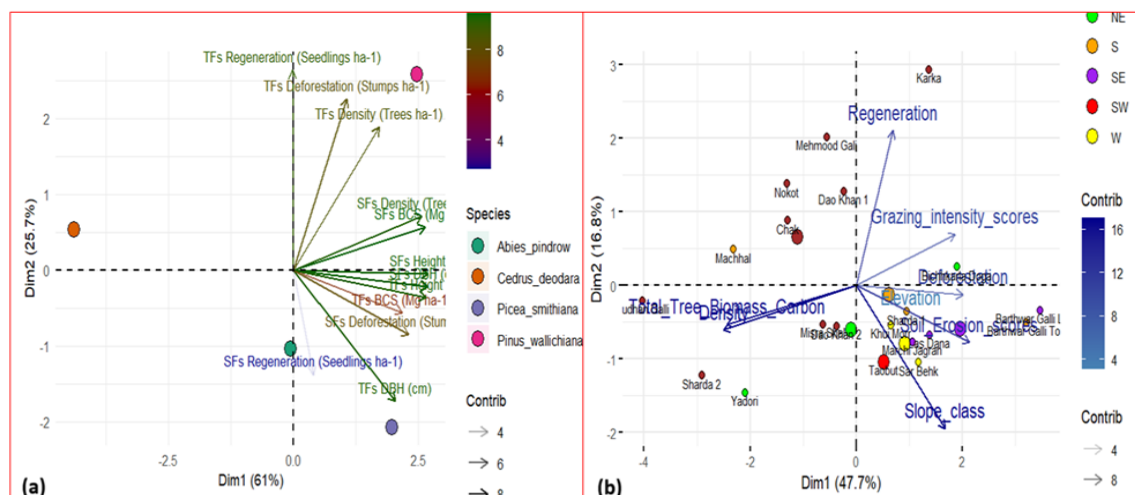 TFs Regeneration (Seedlings ha-1)
TFs Deforestation (Stumps ha-1)
TFs Density (Trees ha-1)
SFs Density (Tree
SFs BCS (Mg
SFs Height
TFs Height
TFs BCS (Mg ha-1
SFs Deforestation (Stum
SFs Regeneration (Seedlings ha-1)
TFs DBH (cm)
2
1
0
-1
-2
Dim2 (25.7%)
-2.5
0.0
2.5
Dim1 (61%)
(a)
8
6
4
Species
Abies_pindrow
Cedrus_deodara
Picea_smithiana
Pinus_wallichiana
Contrib
4
6
8
3
2
1
0
-1
-2
Dim2 (16.8%)
Karka
Regeneration
Mehmood Gali
Nokot
Dao Khan 1
Grazing_intensity_scores
Chak
Machhal
Deforestation
Elevation
Total_Tree_Biomass_Carbon
Density
Soil_Erosion_scores
Dao Khan 2
Barthwar Galli L
Barthwar Galli To
Marchi Jagran
Taobut
Sar Behk
Sharda 2
Yadori
Slope_class
-4
-2
0
2
Dim1 (47.7%)
(b)
NE
S
SE
SW
W
Contrib
16
12
8
4
Contrib
4
8